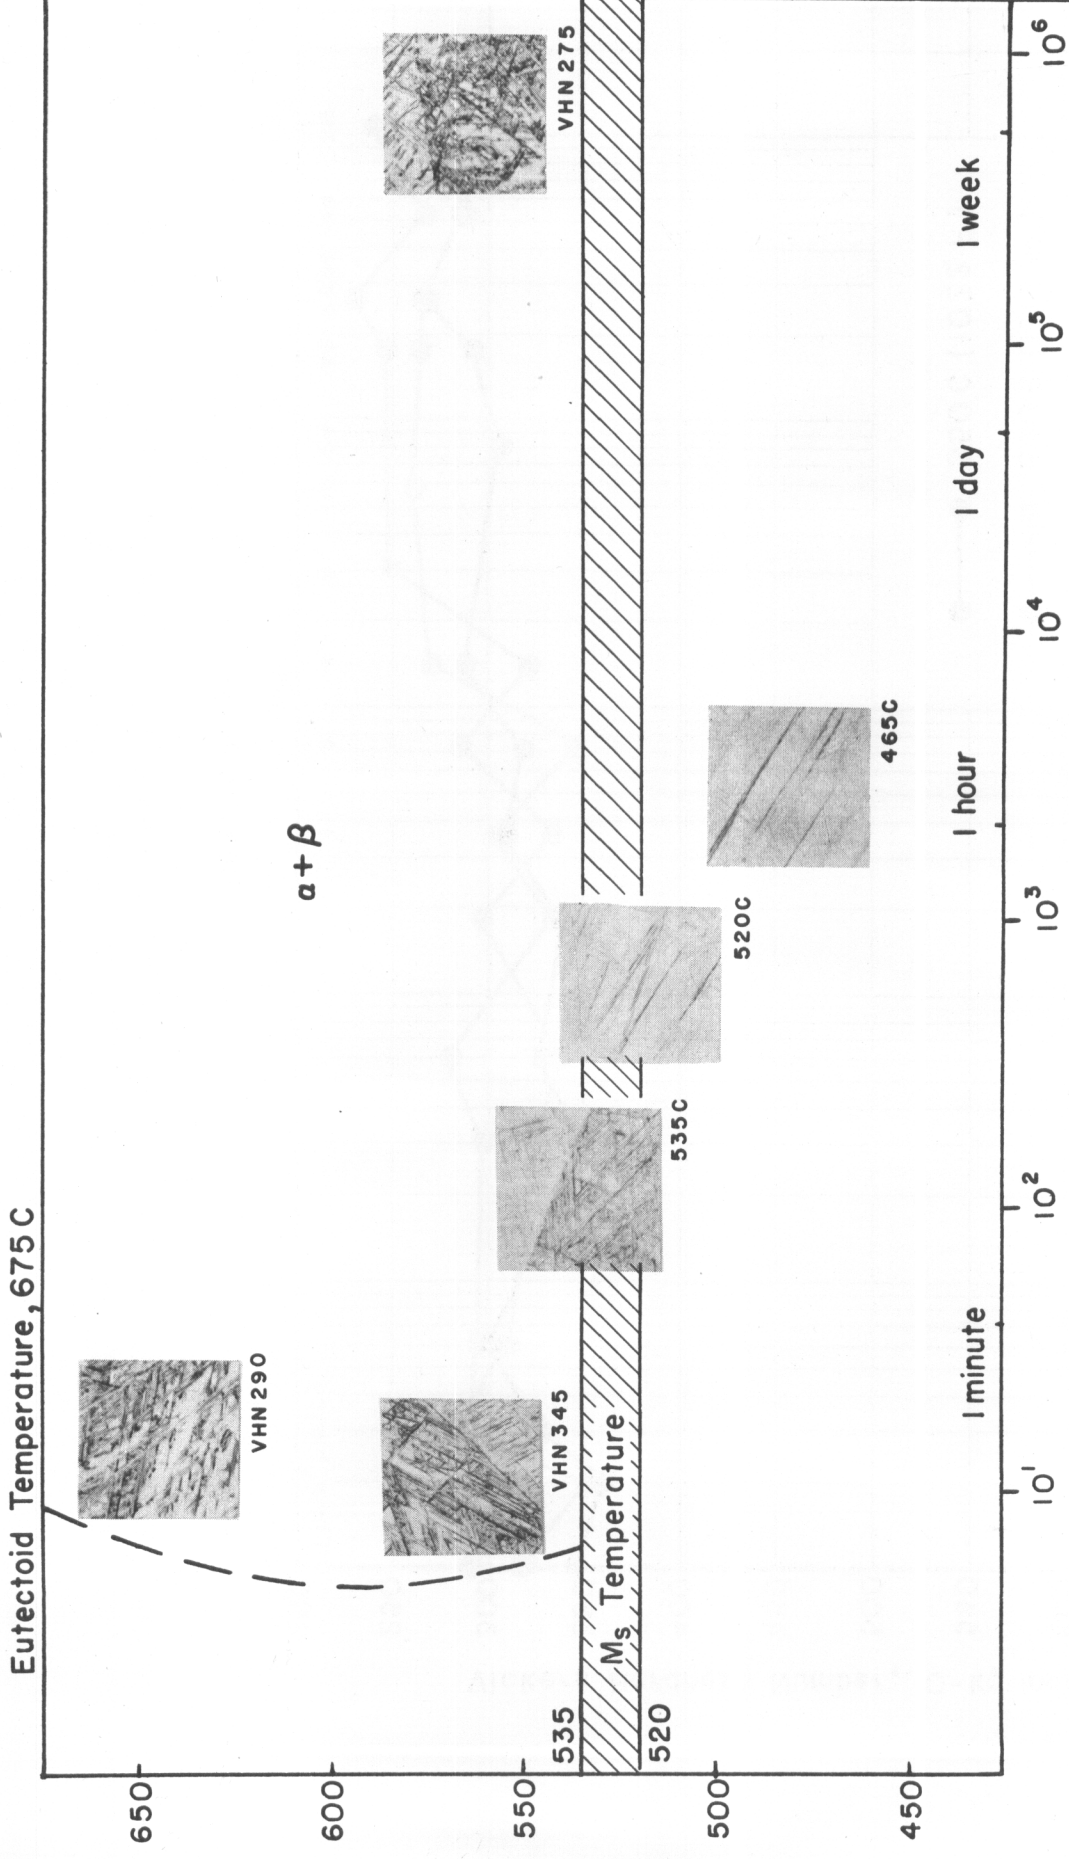 Eutectoid Temperature, 675 C
650
600
550
500
450
VHN 290
VHN 345
VHN 275
α + β
535
520
Ms Temperature
535C
520C
465C
1 minute
1 hour
1 day
1 week
10¹
10²
10³
10⁴
10⁵
10⁶